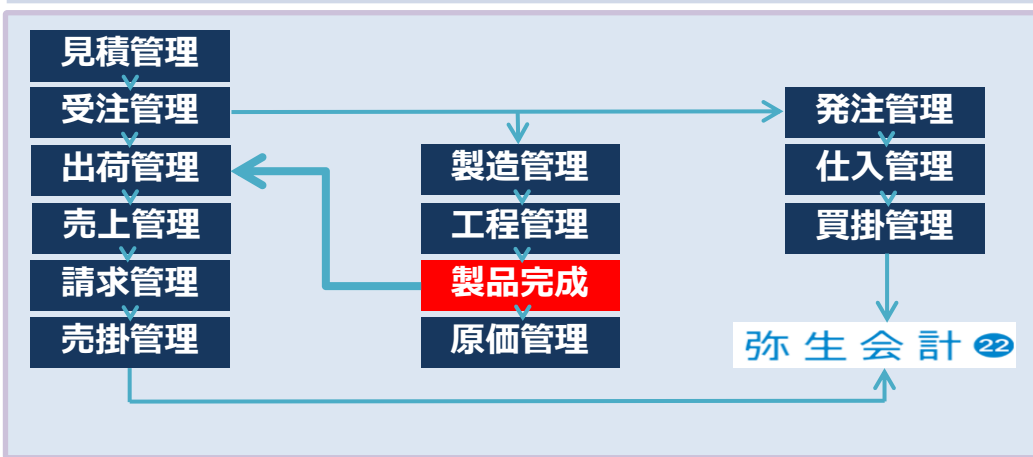 見積管理
受注管理
出荷管理
売上管理
請求管理
売掛管理
製造管理
工程管理
製品完成
原価管理
発注管理
仕入管理
買掛管理
弥生会計 22